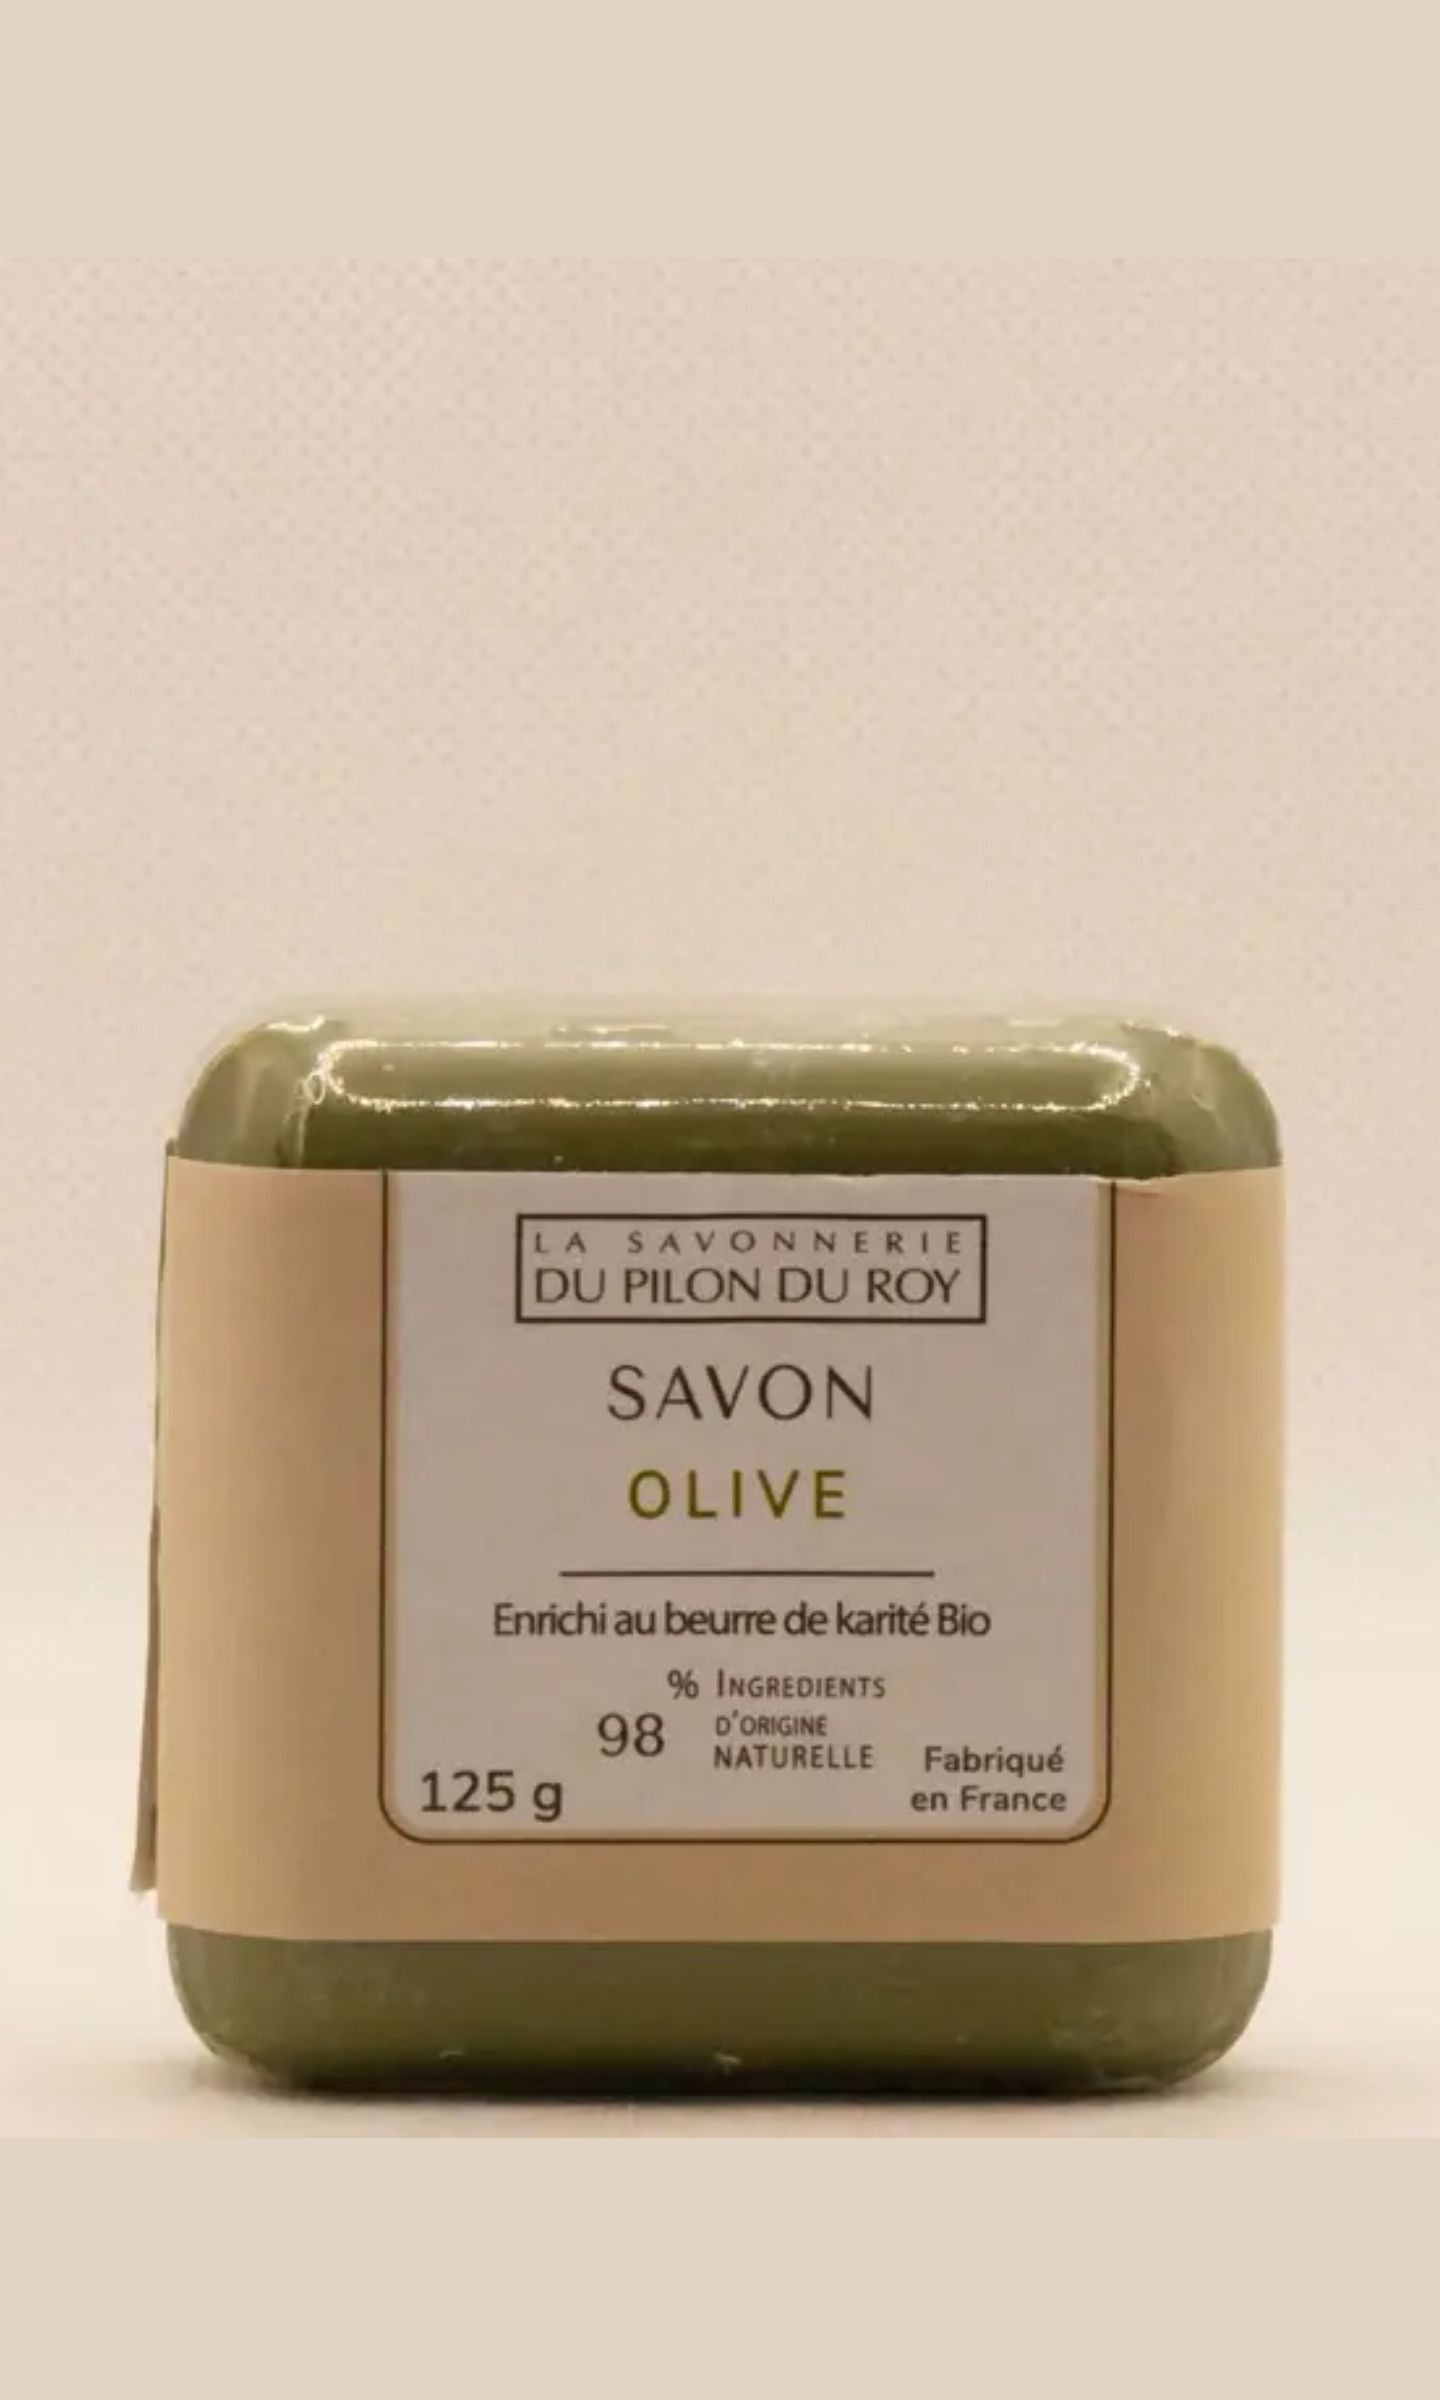 LA SAVONNERIE
DU PILON DU ROY
SAVON
OLIVE
Enrichi au beurre de karité Bio
% INGREDIENTS
98 D'ORIGINE
NATURELLE
125 g
Fabriqué
en France